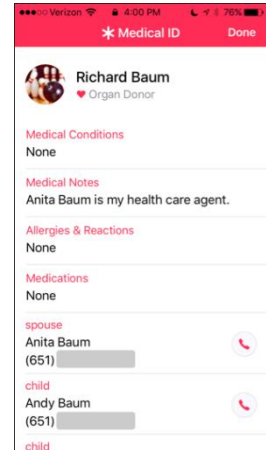 Verizon 4:00 PM 76%
Medical ID Done
Richard Baum
Organ Donor
Medical Conditions
None
Medical Notes
Anita Baum is my health care agent.
Allergies & Reactions
None
Medications
None
spouse
Anita Baum
(651)
child
Andy Baum
(651)
child